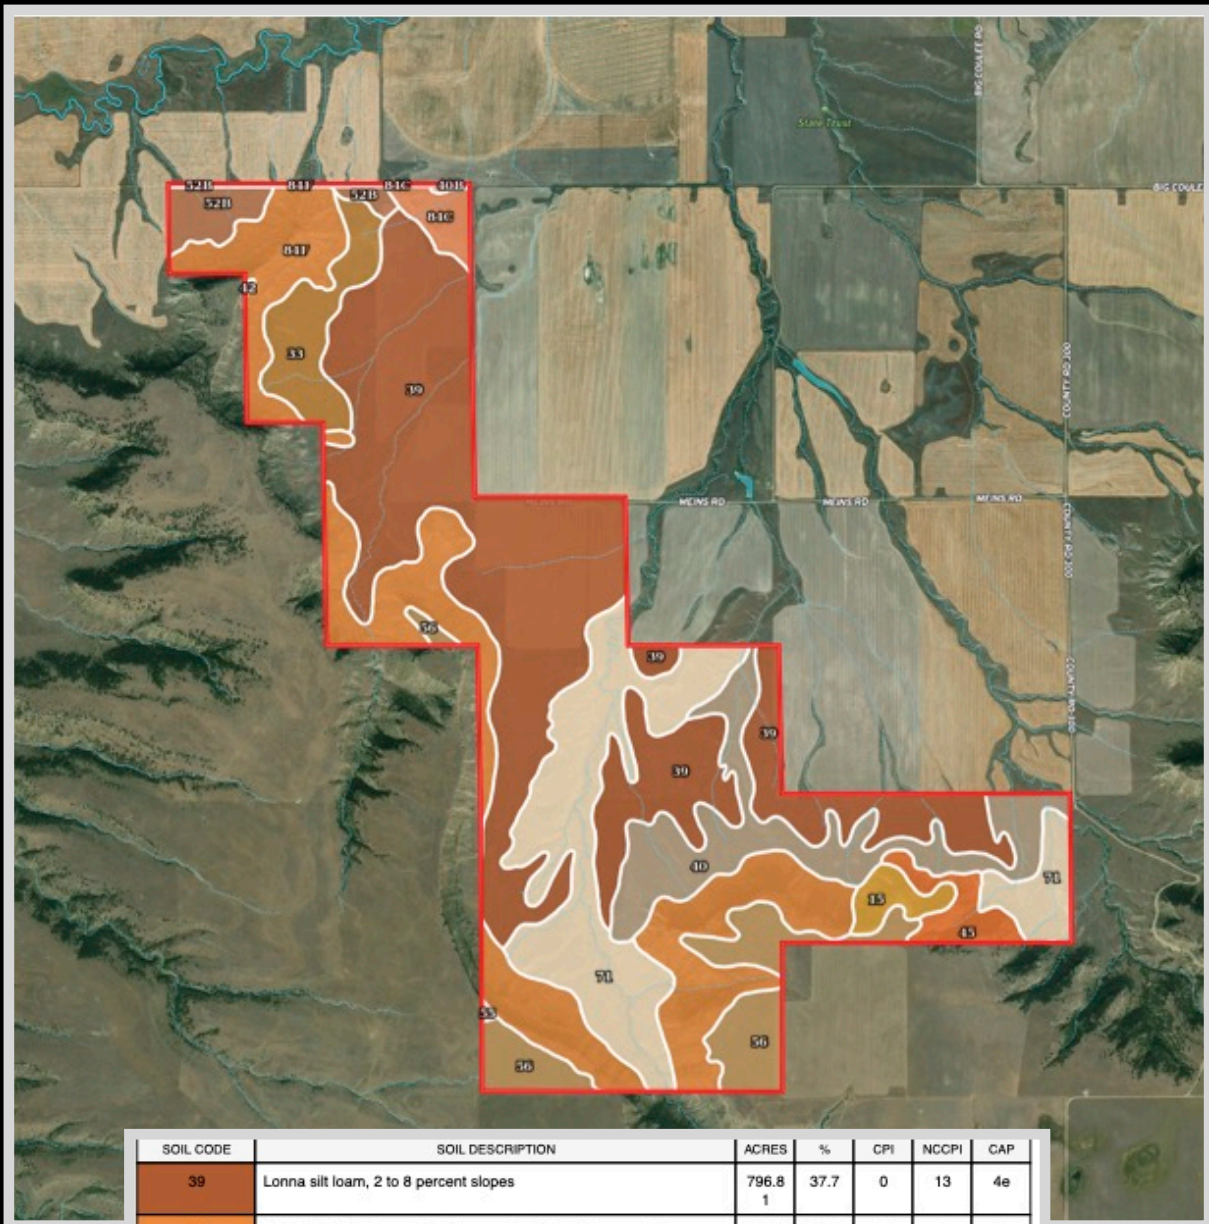 BIG COULEE RD
State Trust
52B
84F
84C
40B
BIG COULEE
52B
52B
84C
84F
42
33
COUNTY RD 300
39
MEINS RD
MEINS RD
MEINS RD
COUNTY RD 300
56
39
COUNTY RD 300
39
39
40
71
15
45
71
55
56
56
SOIL CODE SOIL DESCRIPTION ACRES % CPI NCCPI CAP
39 Lonna silt loam, 2 to 8 percent slopes 796.8 37.7 0 13 4e
1